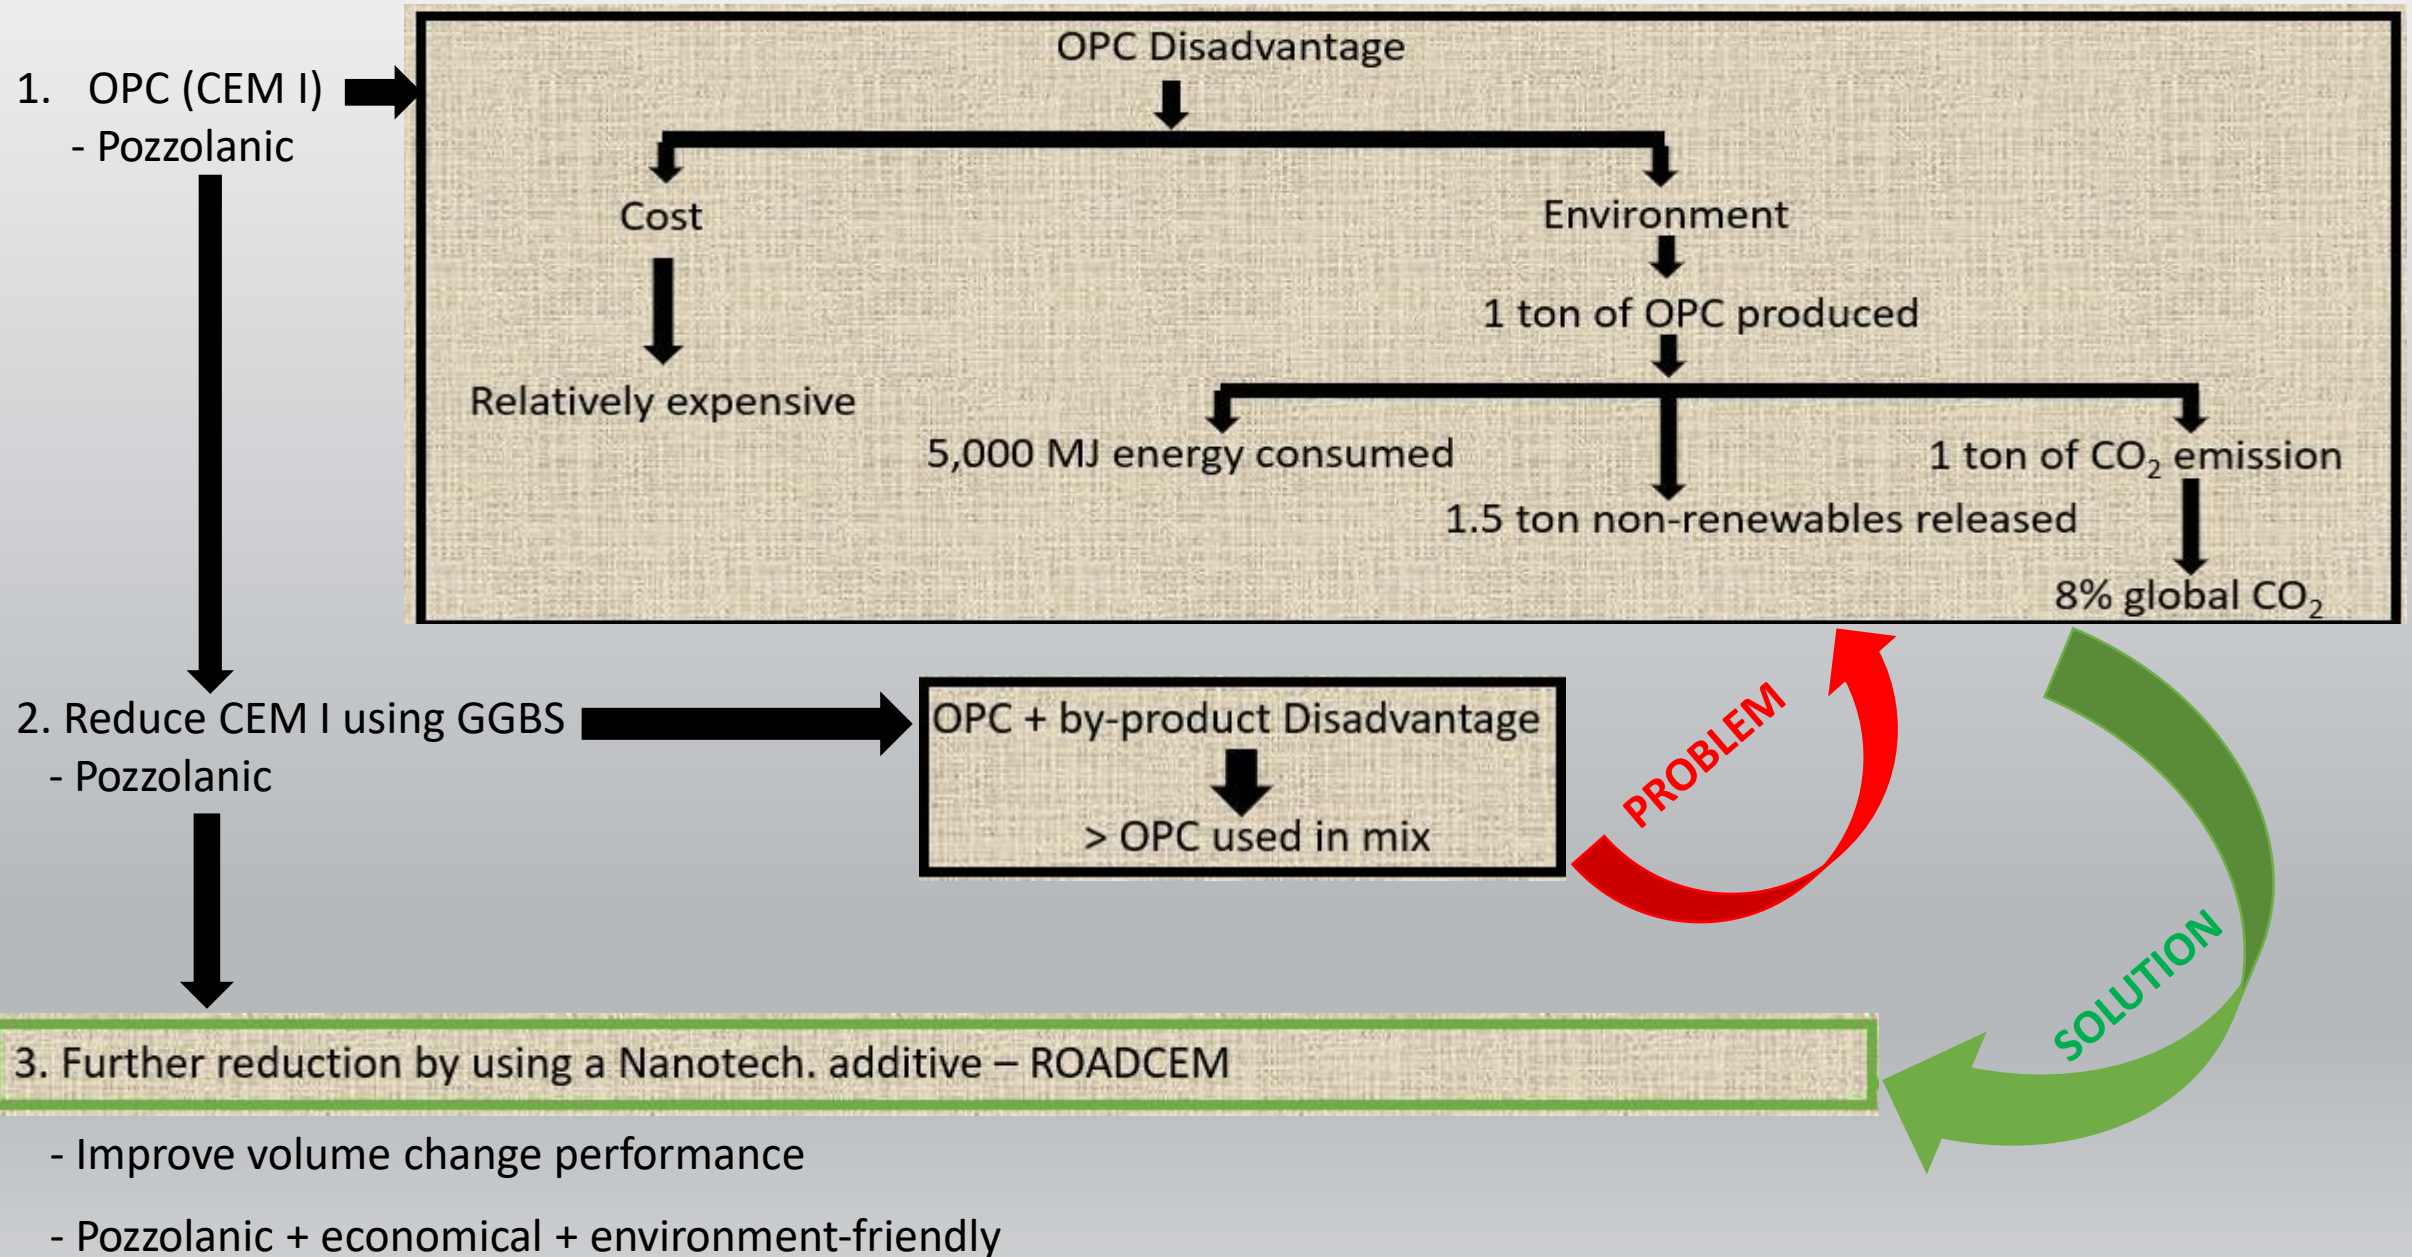 1. OPC (CEM I)
- Pozzolanic
OPC Disadvantage
Cost
Environment
Relatively expensive
1 ton of OPC produced
5,000 MJ energy consumed
1.5 ton non-renewables released
1 ton of CO₂ emission
8% global CO₂
2. Reduce CEM I using GGBS
- Pozzolanic
OPC + by-product Disadvantage
> OPC used in mix
PROBLEM
SOLUTION
3. Further reduction by using a Nanotech. additive – ROADCEM
- Improve volume change performance
- Pozzolanic + economical + environment-friendly